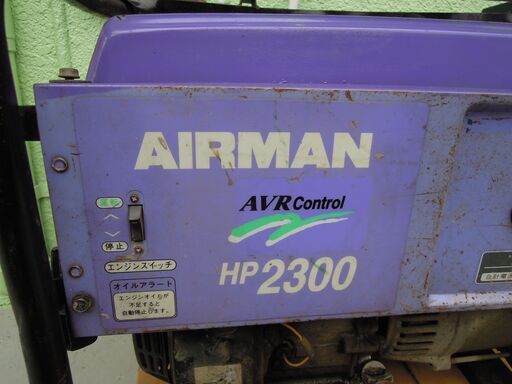 AIRMAN
AVR Control
HP2300
運転
停止
エンジンスイッチ
オイルアラート
エンジンオイルが
不足すると
自動停止します。